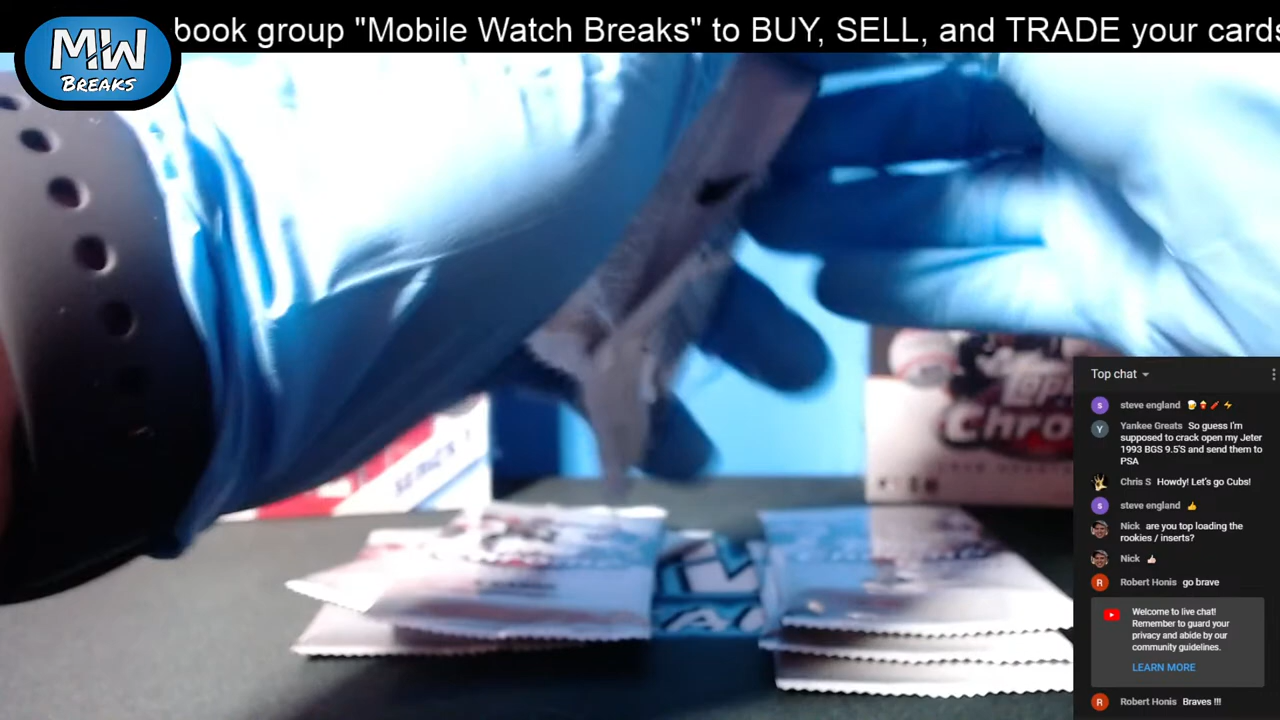 book group "Mobile Watch Breaks" to BUY, SELL, and TRADE your cards
MW
BREAKS
Topps
Chro
SERIES
Top chat
steve england
Yankee Greats So guess I'm
supposed to crack open my Jeter
1993 BGS 9.5'S and send them to
PSA
Chris S Howdy! Let's go Cubs!
steve england
Nick are you top loading the
rookies / inserts?
Nick
Robert Honis go brave
Welcome to live chat!
Remember to guard your
privacy and abide by our
community guidelines.
LEARN MORE
Robert Honis Braves !!!